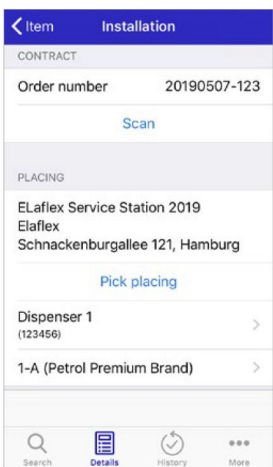 Item Installation
CONTRACT
Order number 20190507-123
Scan
PLACING
ELaflex Service Station 2019
Elaflex
Schnackenburgallee 121, Hamburg
Pick placing
Dispenser 1
(123456)
1-A (Petrol Premium Brand)
Search Details History More